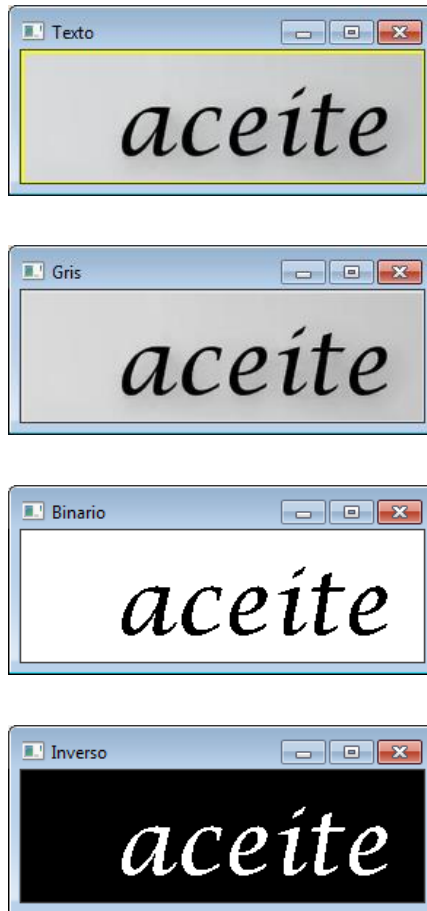 Texto
aceite
Gris
aceite
Binario
aceite
Inverso
aceite